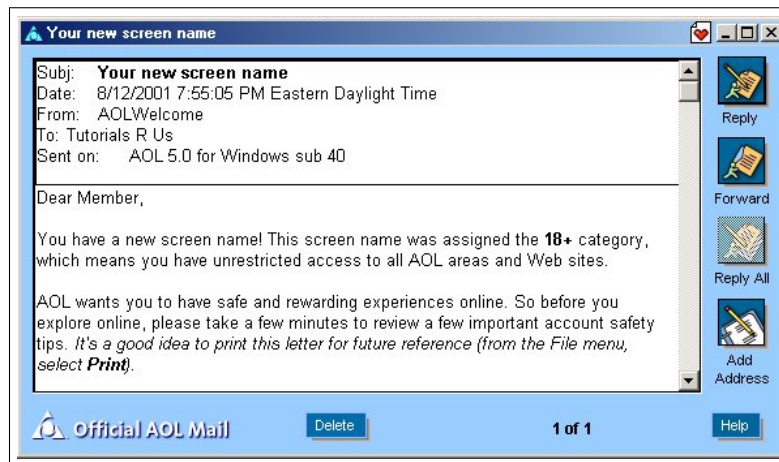 Your new screen name
Subj: Your new screen name
Date: 8/12/2001 7:55:05 PM Eastern Daylight Time
From: AOLWelcome
To: Tutorials R Us
Sent on: AOL 5.0 for Windows sub 40
Reply
Dear Member,
Forward
You have a new screen name! This screen name was assigned the 18+ category,
which means you have unrestricted access to all AOL areas and Web sites.
Reply All
AOL wants you to have safe and rewarding experiences online. So before you
explore online, please take a few minutes to review a few important account safety
tips. It's a good idea to print this letter for future reference (from the File menu,
select Print).
Add
Address
Official AOL Mail
Delete
1 of 1
Help